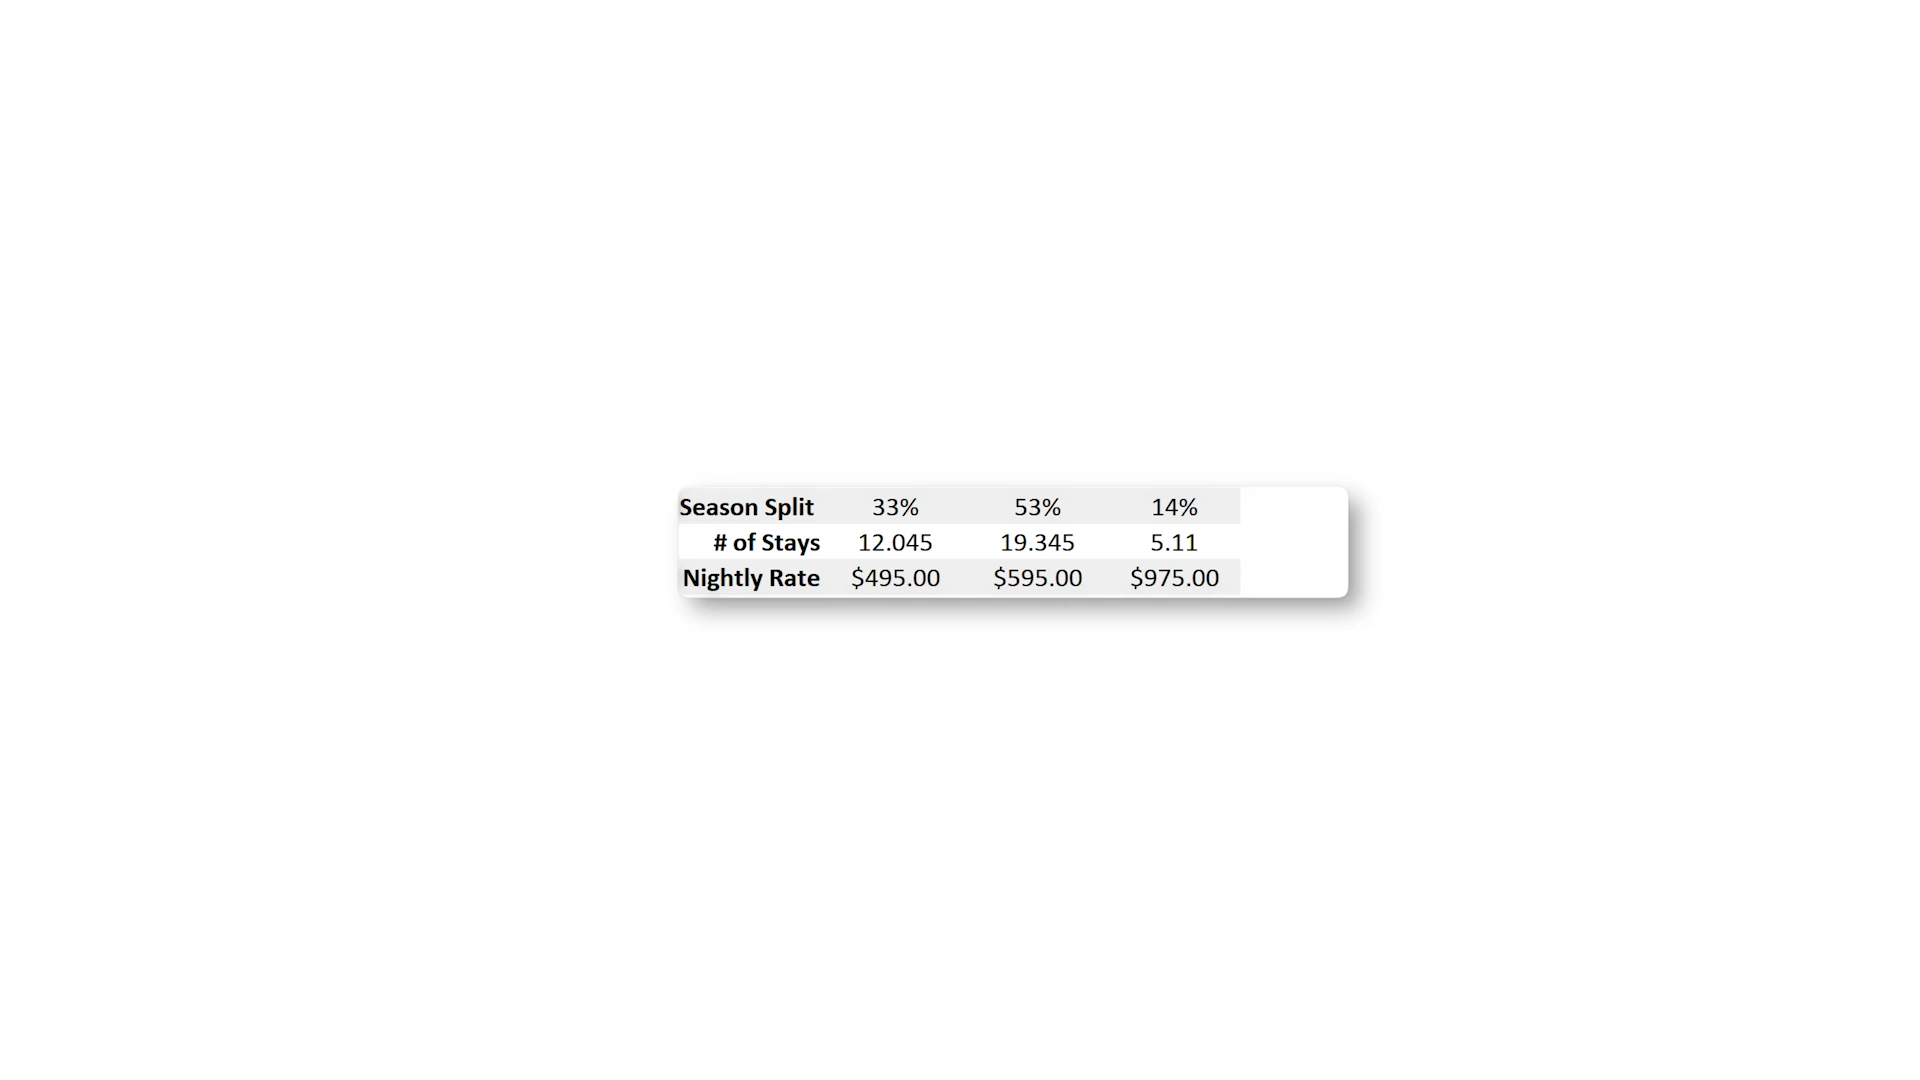 Season Split 33% 53% 14%
# of Stays 12.045 19.345 5.11
Nightly Rate $495.00 $595.00 $975.00